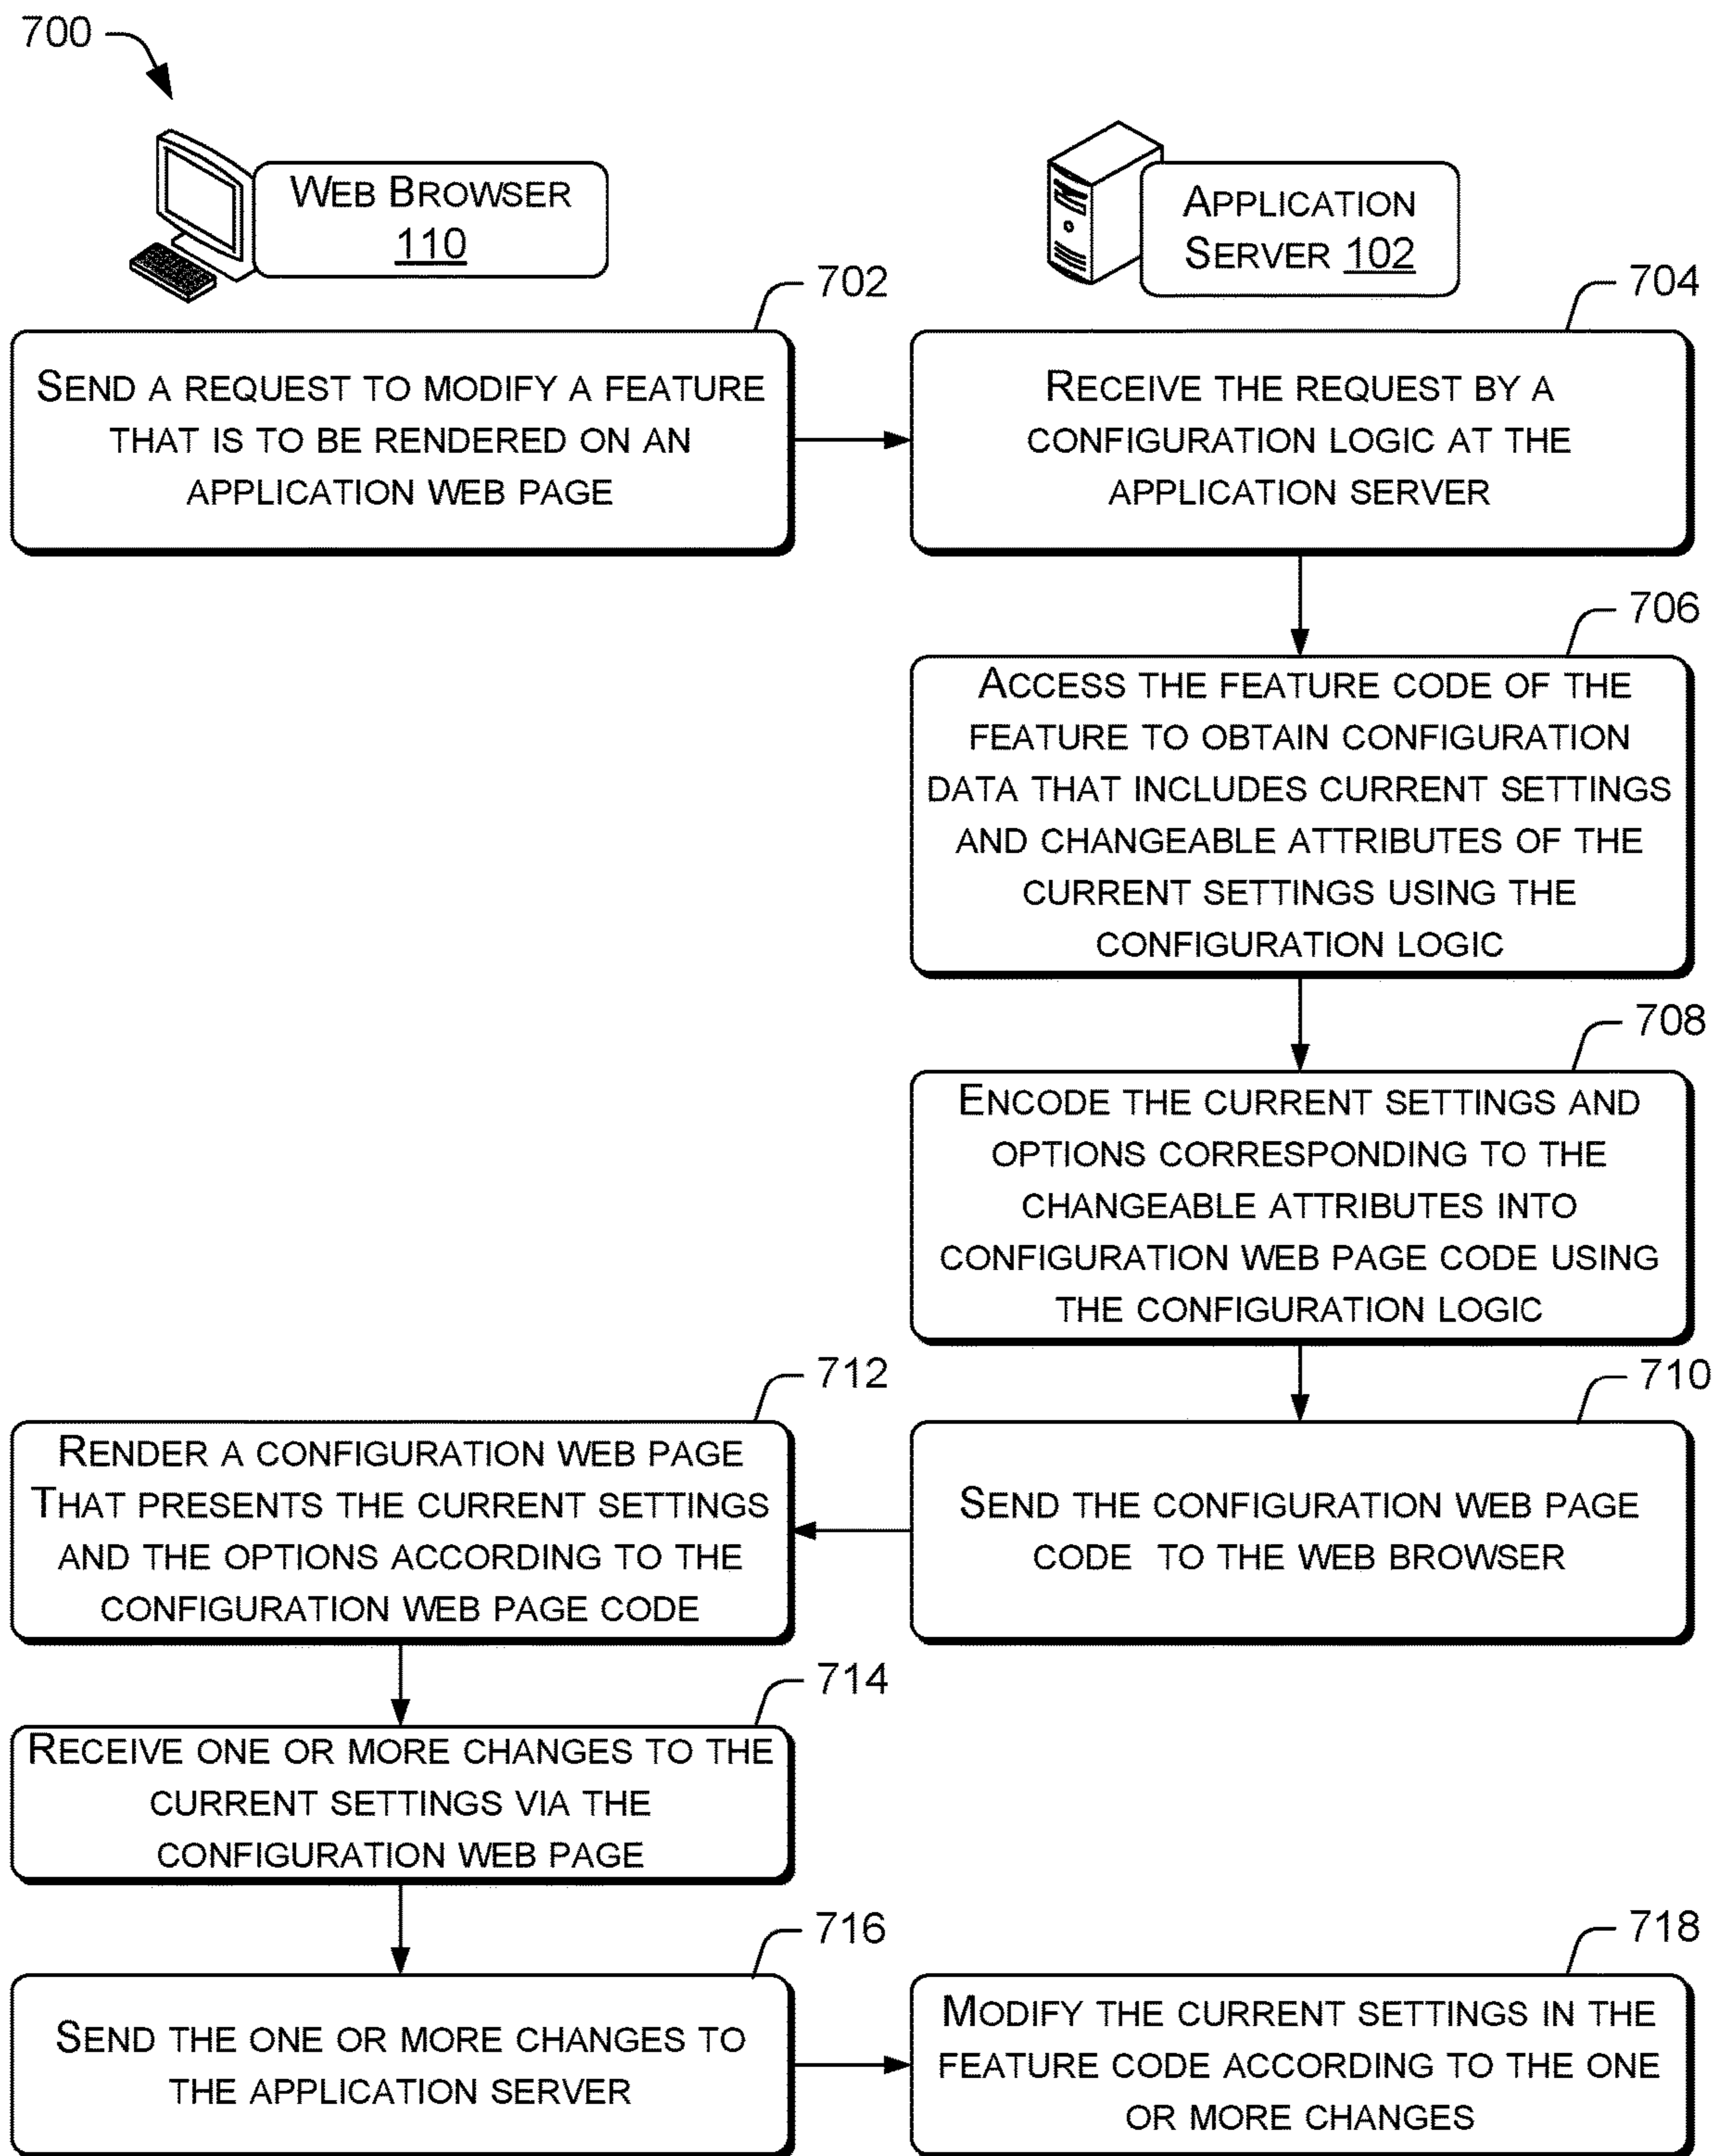 700
WEB BROWSER
110
APPLICATION
SERVER 102
702
SEND A REQUEST TO MODIFY A FEATURE
THAT IS TO BE RENDERED ON AN
APPLICATION WEB PAGE
704
RECEIVE THE REQUEST BY A
CONFIGURATION LOGIC AT THE
APPLICATION SERVER
706
ACCESS THE FEATURE CODE OF THE
FEATURE TO OBTAIN CONFIGURATION
DATA THAT INCLUDES CURRENT SETTINGS
AND CHANGEABLE ATTRIBUTES OF THE
CURRENT SETTINGS USING THE
CONFIGURATION LOGIC
708
ENCODE THE CURRENT SETTINGS AND
OPTIONS CORRESPONDING TO THE
CHANGEABLE ATTRIBUTES INTO
CONFIGURATION WEB PAGE CODE USING
THE CONFIGURATION LOGIC
710
SEND THE CONFIGURATION WEB PAGE
CODE TO THE WEB BROWSER
712
RENDER A CONFIGURATION WEB PAGE
THAT PRESENTS THE CURRENT SETTINGS
AND THE OPTIONS ACCORDING TO THE
CONFIGURATION WEB PAGE CODE
714
RECEIVE ONE OR MORE CHANGES TO THE
CURRENT SETTINGS VIA THE
CONFIGURATION WEB PAGE
716
SEND THE ONE OR MORE CHANGES TO
THE APPLICATION SERVER
718
MODIFY THE CURRENT SETTINGS IN THE
FEATURE CODE ACCORDING TO THE ONE
OR MORE CHANGES